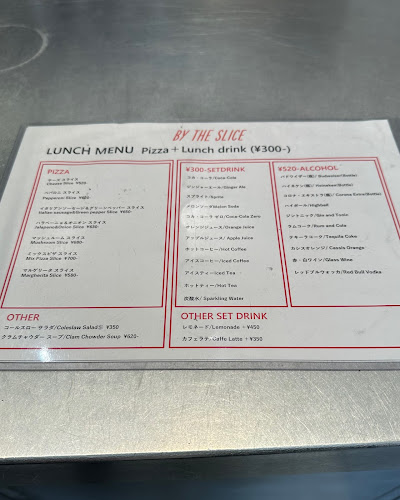 BY THE SLICE
LUNCH MENU Pizza+Lunch drink (¥300-)
PIZZA
チーズ スライス
Cheese Slice
ペパロニ スライス
Pepperoni Slice
イタリアンソーセージ&グリーンペッパー スライス
Italian sausage&Green pepper Slice
ハラペーニョ&オニオン スライス
Jalapeno&Onion Slice
マッシュルーム スライス
Mushroom Slice
ミックスピザ スライス
Mix Pizza Slice ¥700-
マルゲリータ スライス
Margherita Slice ¥580-
OTHER
コールスロー サラダ/Coleslaw Salad ¥350
クラムチャウダー スープ/Clam Chowder Soup ¥620-
¥300-SETDRINK
コカ・コーラ/Coca Cola
ジンジャーエール/Ginger Ale
スプライト/Sprite
メロンソーダ/Melon Soda
コカ・コーラ ゼロ/Coca-Cola Zero
オレンジジュース/Orange Juice
アップルジュース/ Apple Juice
ホットコーヒー/Hot Coffee
アイスコーヒー/Iced Coffee
アイスティー/Iced Tea
ホットティー/Hot Tea
炭酸水/ Sparkling Water
OTHER SET DRINK
レモネード/Lemonade +¥450
カフェラテ/Caffe Latte +¥350
¥520-ALCOHOL
バドワイザー(瓶)/ Budweiser(Bottle)
ハイネケン(瓶)/ Heineken(Bottle)
コロナ・エキストラ(瓶)/ Corona Extra(Bottle)
ハイボール/Highball
ジントニック/Gin and Tonic
ラムコーク/Rum and Coke
テキーラコーク/Tequila Coke
カシスオレンジ/ Cassis Orange
赤・白ワイン/Glass Wine
レッドブルウォッカ/Red Bull Vodka